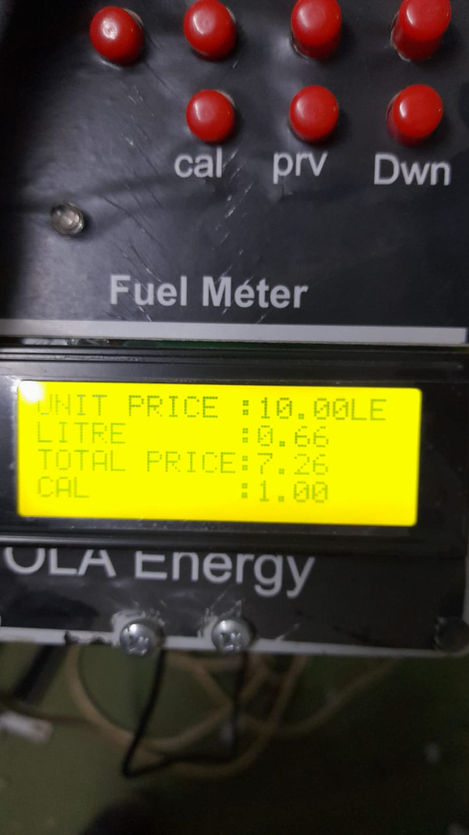 cal prv Dwn
Fuel Meter
UNIT PRICE :10.00LE
LITRE :0.66
TOTAL PRICE:7.26
CAL :1.00
OLA Energy